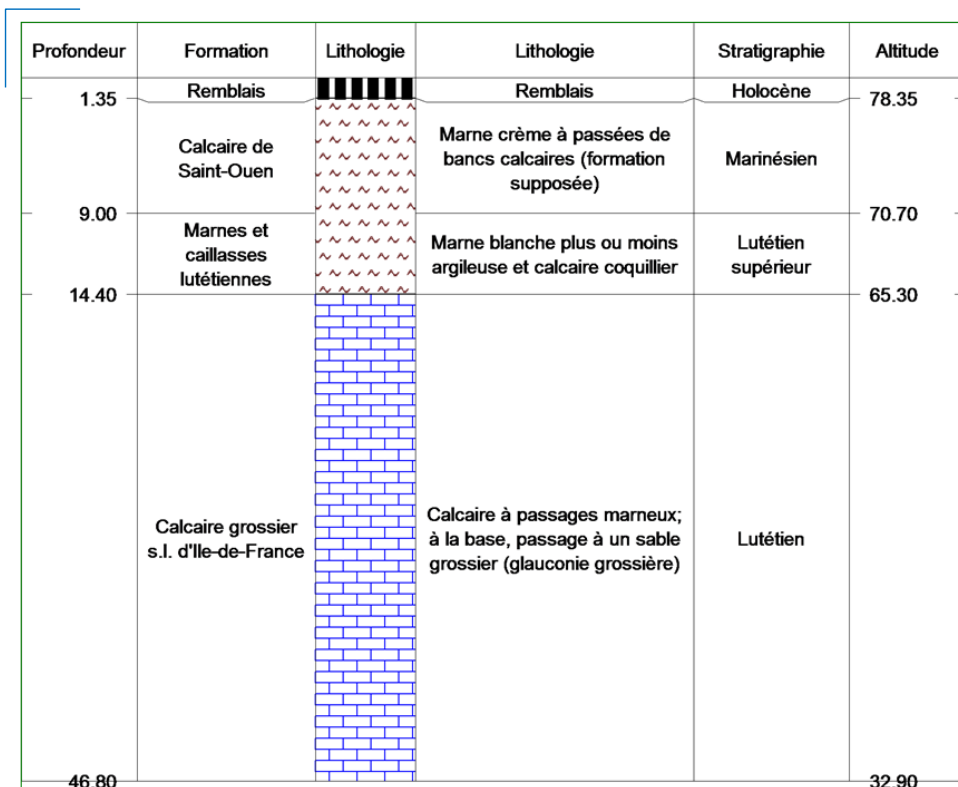 Profondeur Formation Lithologie Lithologie Stratigraphie Altitude
Remblais Remblais Holocène
1.35 78.35
Calcaire de
Saint-Ouen
Marne crème à passées de
bancs calcaires (formation
supposée)
Marinésien
9.00 70.70
Marnes et
caillasses
lutétiennes
Marne blanche plus ou moins
argileuse et calcaire coquillier
Lutétien
supérieur
14.40 65.30
Calcaire grossier
s.l. d'Ile-de-France
Calcaire à passages marneux;
à la base, passage à un sable
grossier (glauconie grossière)
Lutétien
46.80 32.90